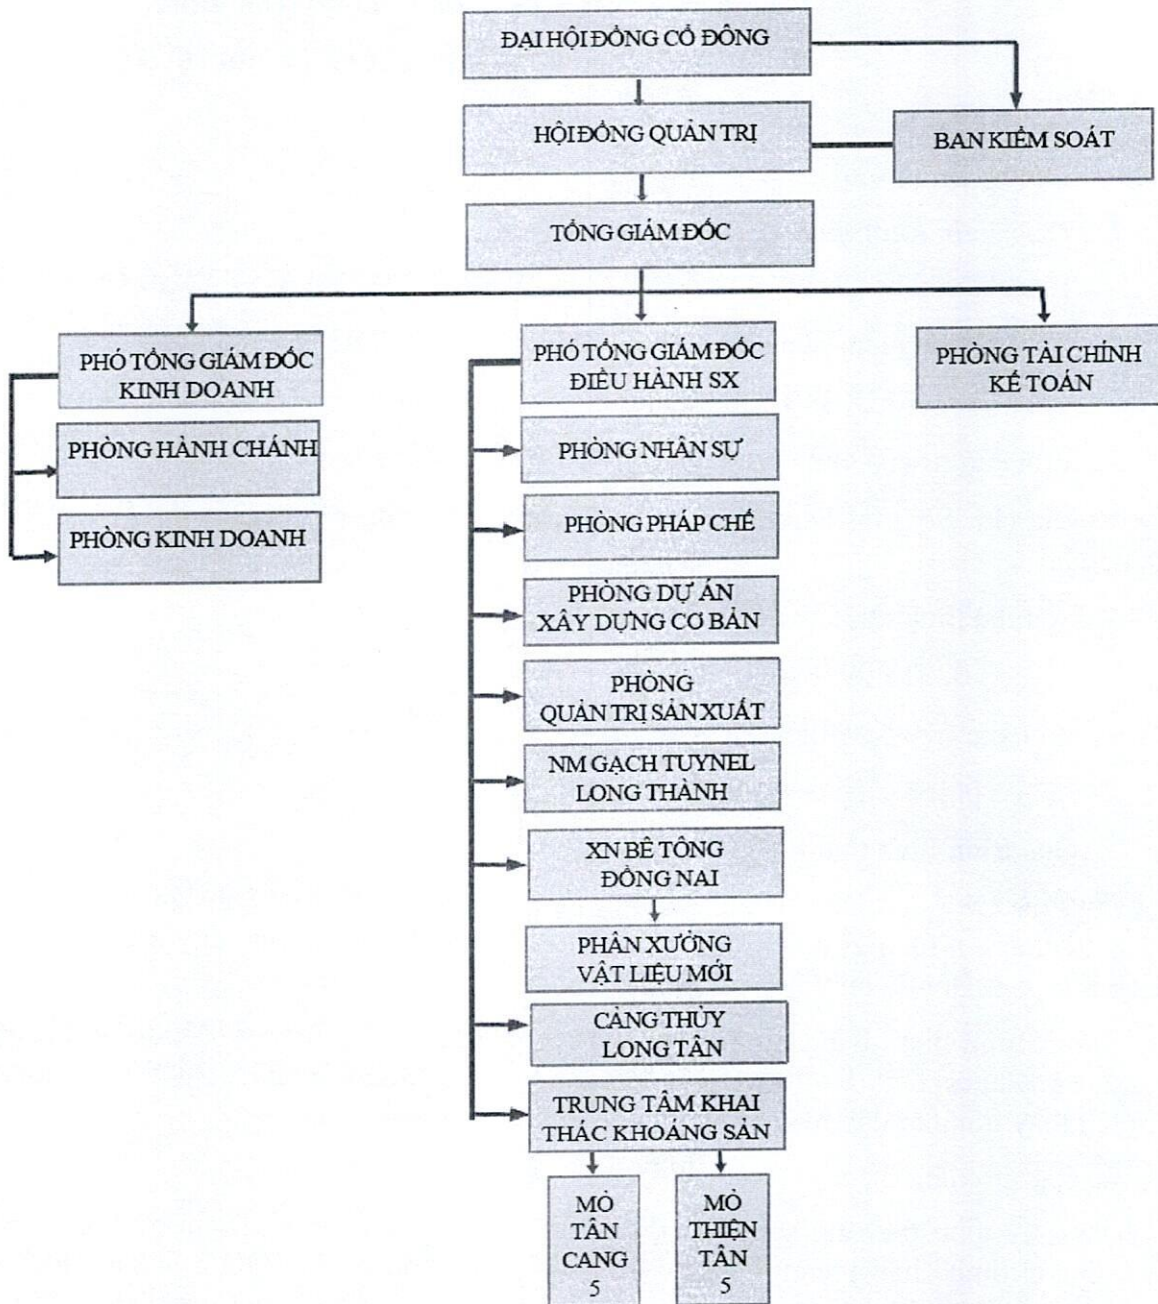 ĐẠI HỘI ĐỒNG CỔ ĐÔNG
HỘI ĐỒNG QUẢN TRỊ
BAN KIỂM SOÁT
TỔNG GIÁM ĐỐC
PHÓ TỔNG GIÁM ĐỐC
KINH DOANH
PHÒNG HÀNH CHÁNH
PHÒNG KINH DOANH
PHÓ TỔNG GIÁM ĐỐC
ĐIỀU HÀNH SX
PHÒNG NHÂN SỰ
PHÒNG PHÁP CHẾ
PHÒNG DỰ ÁN
XÂY DỰNG CƠ BẢN
PHÒNG
QUẢN TRỊ SẢN XUẤT
NM GẠCH TUYNEL
LONG THÀNH
XN BÊ TÔNG
ĐỒNG NAI
PHÂN XƯỞNG
VẬT LIỆU MỚI
CẢNG THỦY
LONG TÂN
TRUNG TÂM KHAI
THÁC KHOÁNG SẢN
MỎ
TÂN
CANG
5
MỎ
THIỆN
TÂN
5
PHÒNG TÀI CHÍNH
KẾ TOÁN